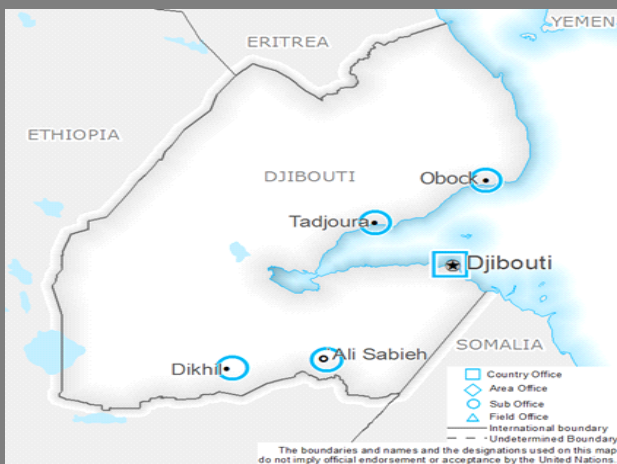 YEMEN
ERITREA
ETHIOPIA
DJIBOUTI
Obock
Tadjoura
Djibouti
SOMALIA
Ali Sabieh
Dikhil
Country Office
Area Office
Sub Office
Field Office
International boundary
Undetermined Boundary
The boundaries and names and the designations used on this map
do not imply official endorsement or acceptance by the United Nations.